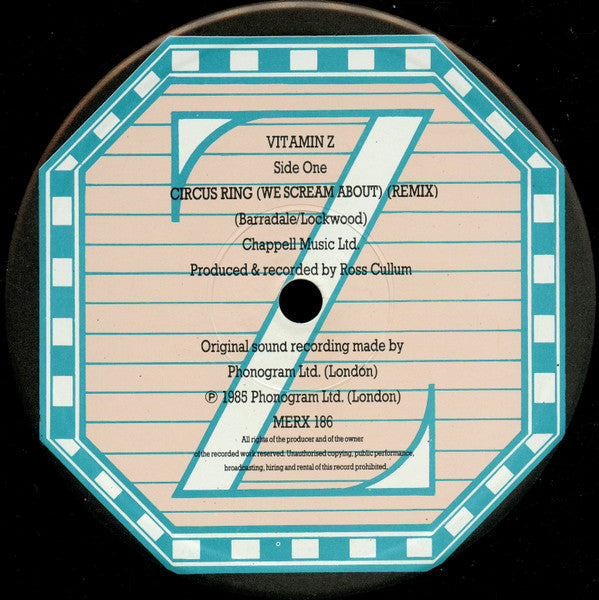 VITAMIN Z
Side One
CIRCUS RING (WE SCREAM ABOUT) (REMIX)
(Barradale/Lockwood)
Chappell Music Ltd.
Produced & recorded by Ross Cullum
Original sound recording made by
Phonogram Ltd. (London)
℗ 1985 Phonogram Ltd. (London)
MERX 186
All rights of the producer and of the owner
of the recorded work reserved. Unauthorised copying, public performance,
broadcasting, hiring and rental of this record prohibited.
Z